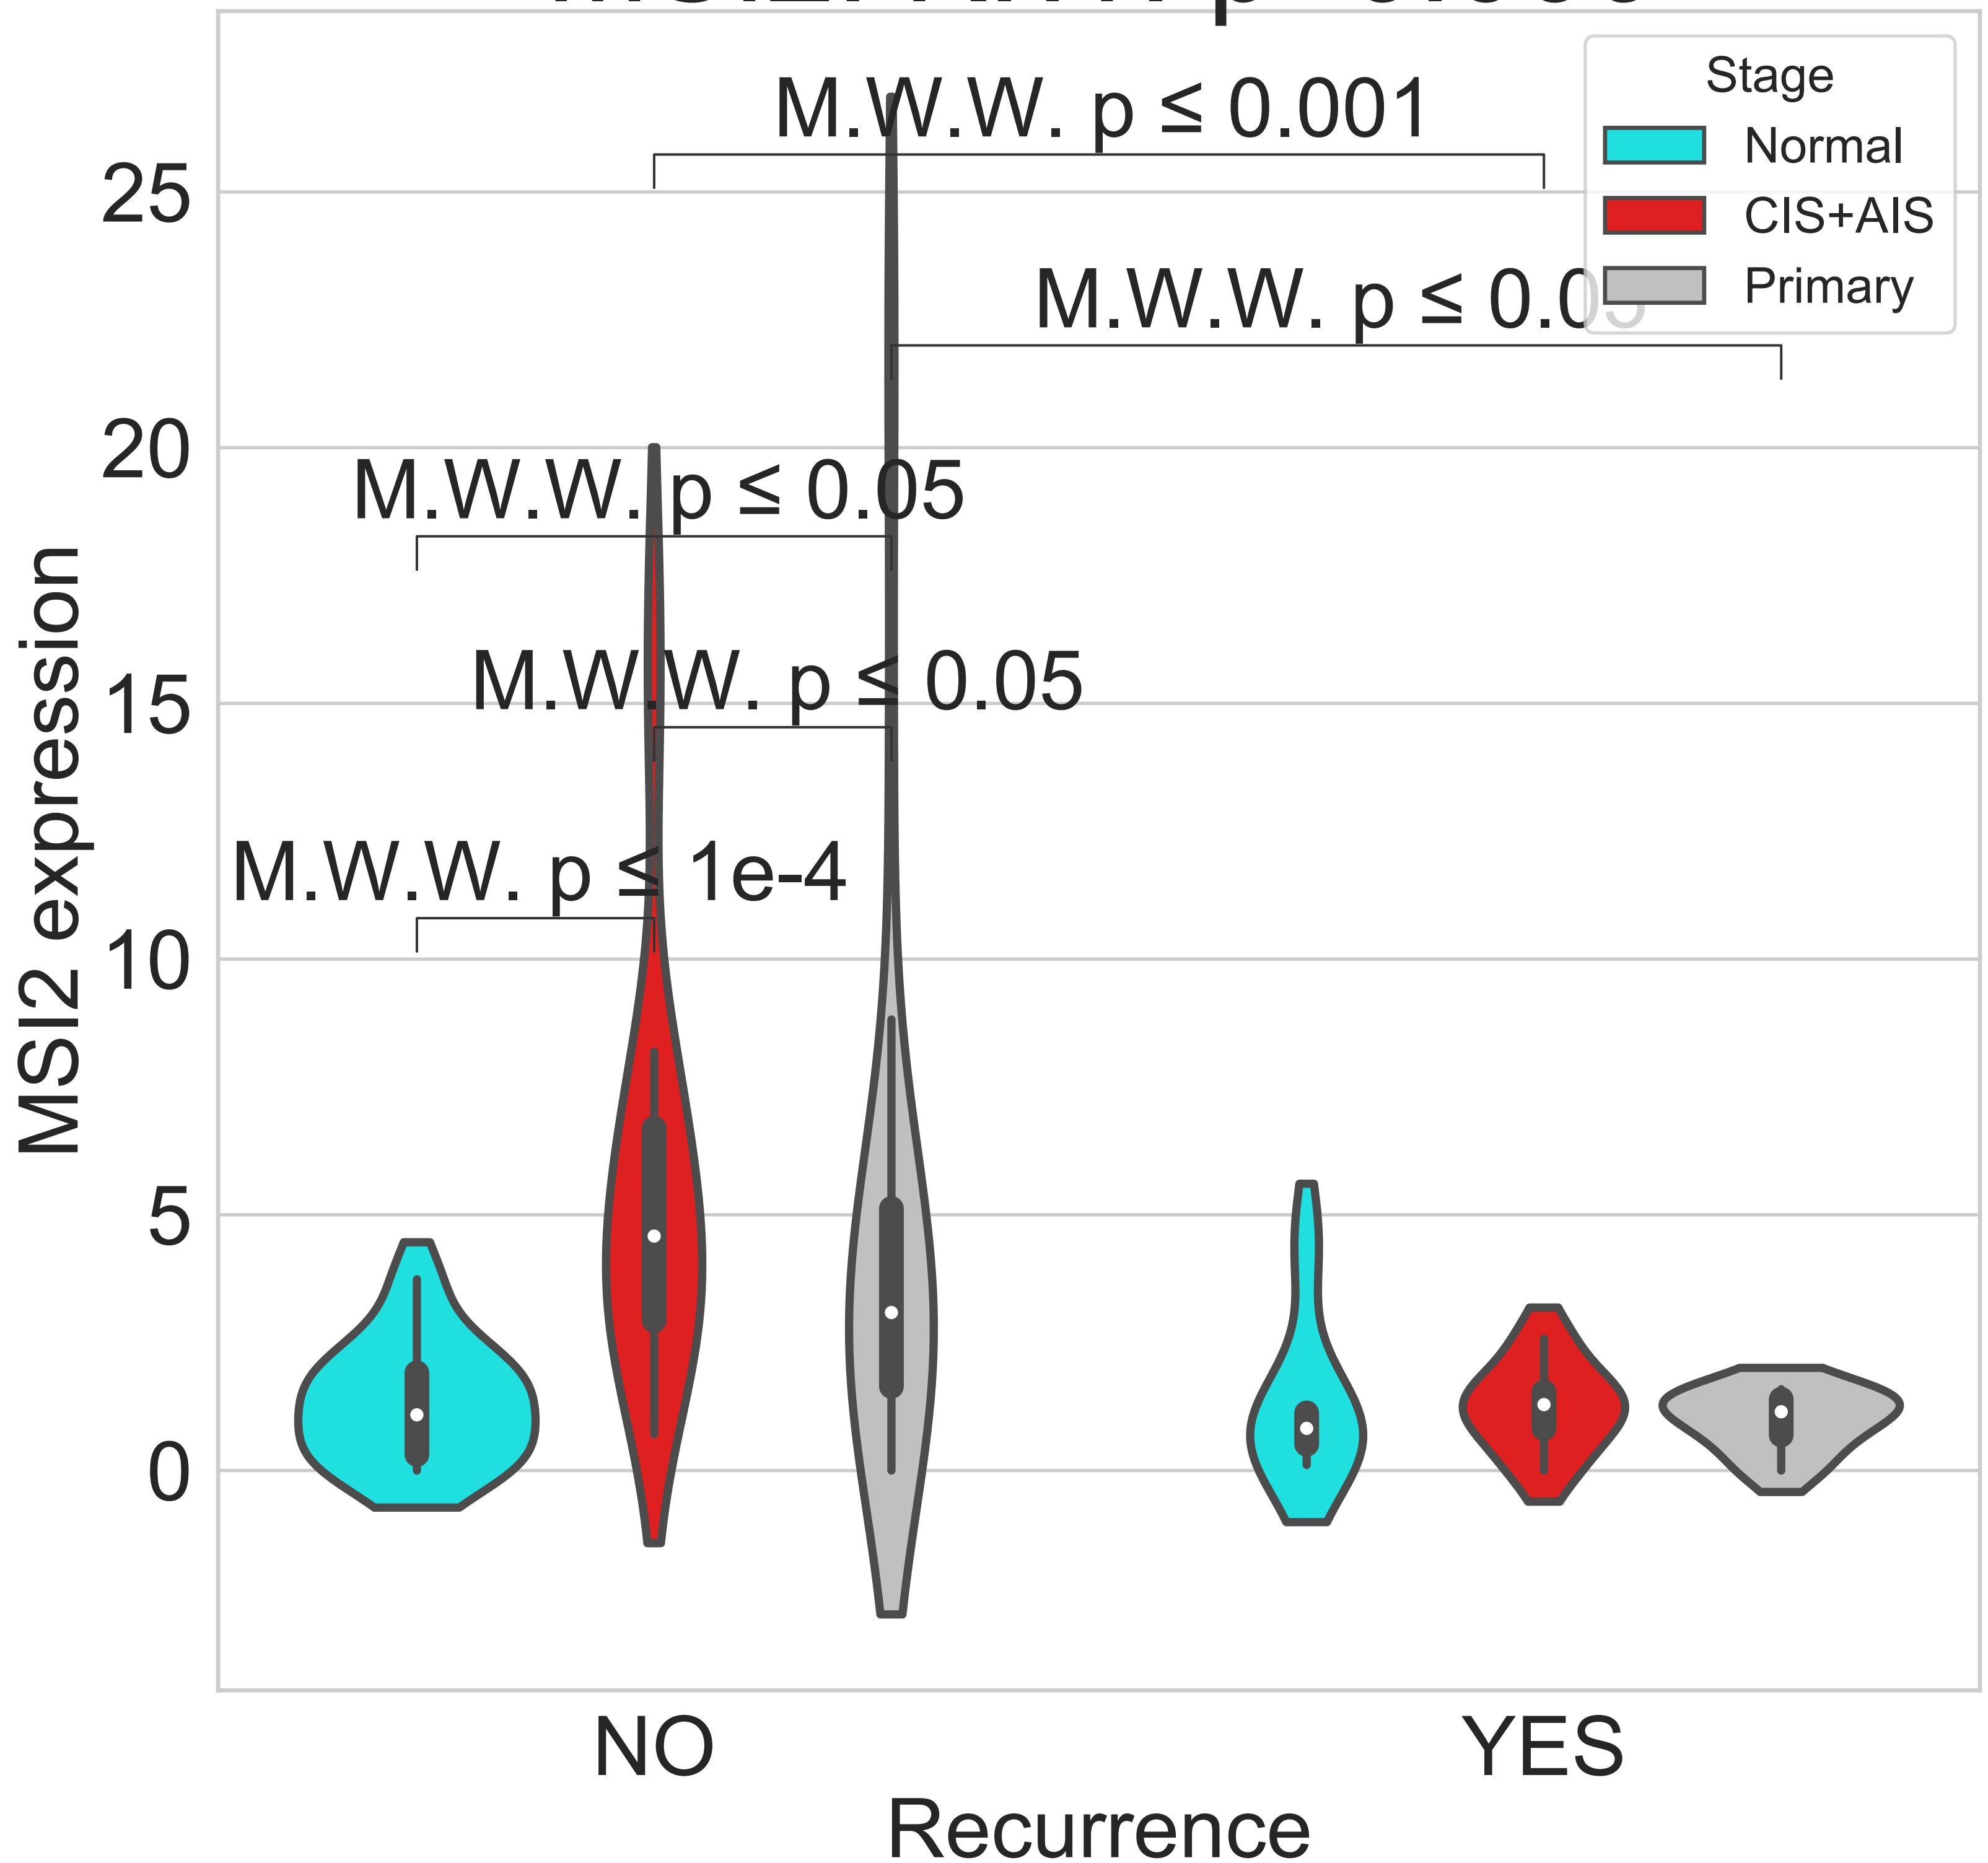 M.W.W. p ≤ 0.001
Stage
Normal
CIS+AIS
Primary
25
M.W.W. p ≤ 0.05
20
M.W.W. p ≤ 0.05
M.W.W. p ≤ 0.05
15
M.W.W. p ≤ 1e-4
10
5
0
MSI2 expression
NO
YES
Recurrence